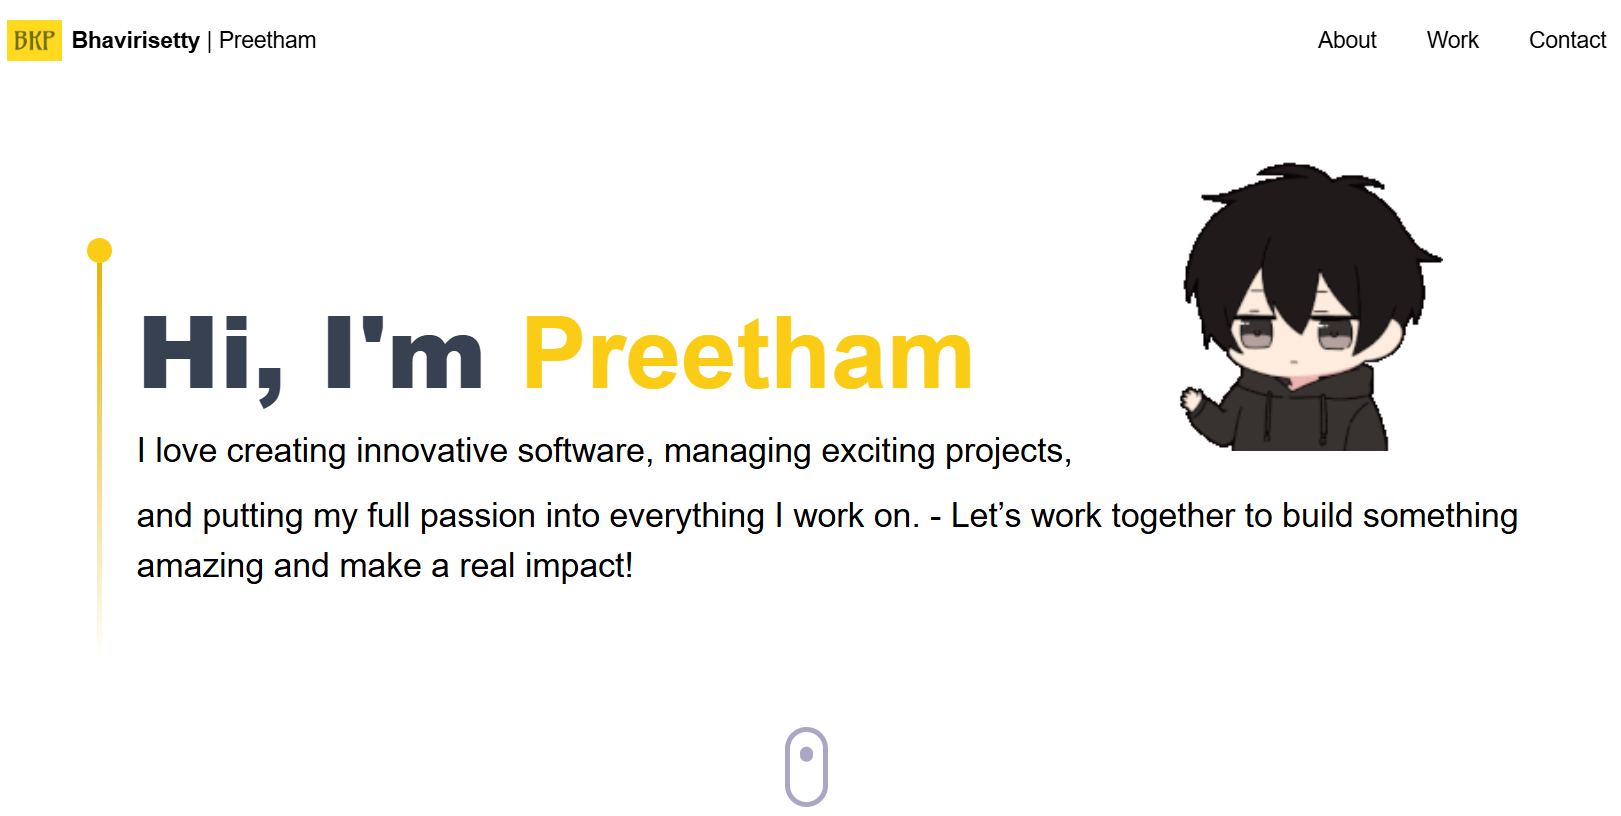 BKP
Bhavirisetty | Preetham
About
Work
Contact
Hi, I'm Preetham
I love creating innovative software, managing exciting projects,
and putting my full passion into everything I work on. - Let’s work together to build something
amazing and make a real impact!